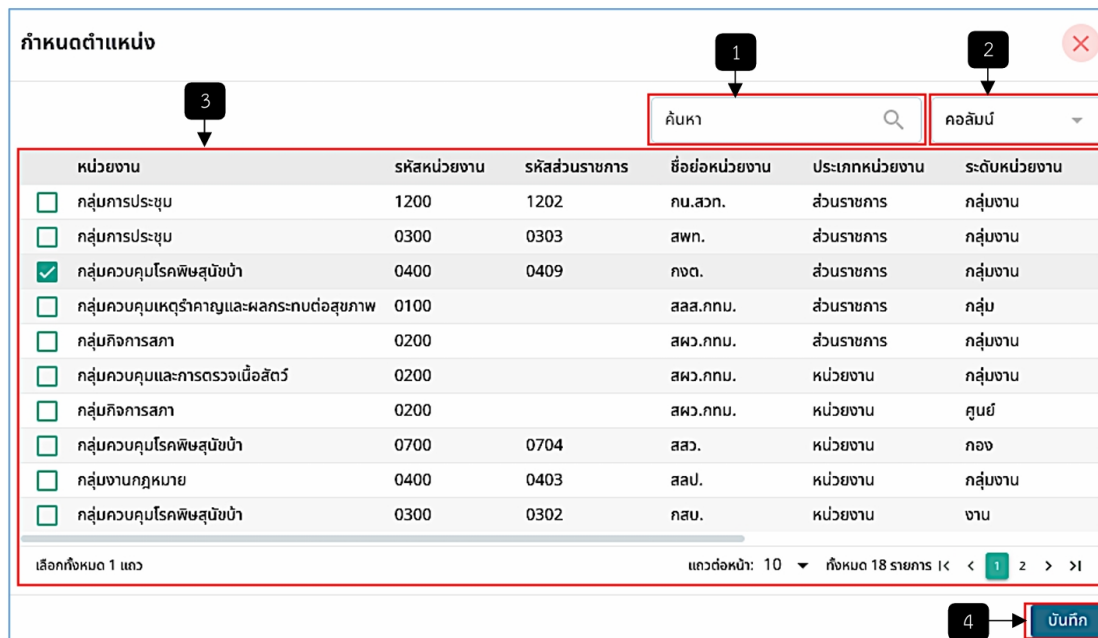 กำหนดตำแหน่ง
1
2
3
ค้นหา
คอลัมน์
หน่วยงาน รหัสหน่วยงาน รหัสส่วนราชการ ชื่อย่อหน่วยงาน ประเภทหน่วยงาน ระดับหน่วยงาน
กลุ่มการประชุม 1200 1202 กน.สวท. ส่วนราชการ กลุ่มงาน
กลุ่มการประชุม 0300 0303 สพท. ส่วนราชการ กลุ่มงาน
กลุ่มควบคุมโรคพิษสุนัขบ้า 0400 0409 กงต. ส่วนราชการ กลุ่มงาน
กลุ่มควบคุมเหตุรำคาญและผลกระทบต่อสุขภาพ 0100 สลส.กทม. ส่วนราชการ กลุ่ม
กลุ่มกิจการสภา 0200 สผว.กทม. ส่วนราชการ กลุ่มงาน
กลุ่มควบคุมและการตรวจเนื้อสัตว์ 0200 สผว.กทม. หน่วยงาน กลุ่มงาน
กลุ่มกิจการสภา 0200 สผว.กทม. หน่วยงาน ศูนย์
กลุ่มควบคุมโรคพิษสุนัขบ้า 0700 0704 สสว. หน่วยงาน กอง
กลุ่มงานกฎหมาย 0400 0403 สลป. หน่วยงาน กลุ่มงาน
กลุ่มควบคุมโรคพิษสุนัขบ้า 0300 0302 กสบ. หน่วยงาน งาน
เลือกทั้งหมด 1 แถว แถวต่อหน้า: 10 ทั้งหมด 18 รายการ 1 2
4 บันทึก